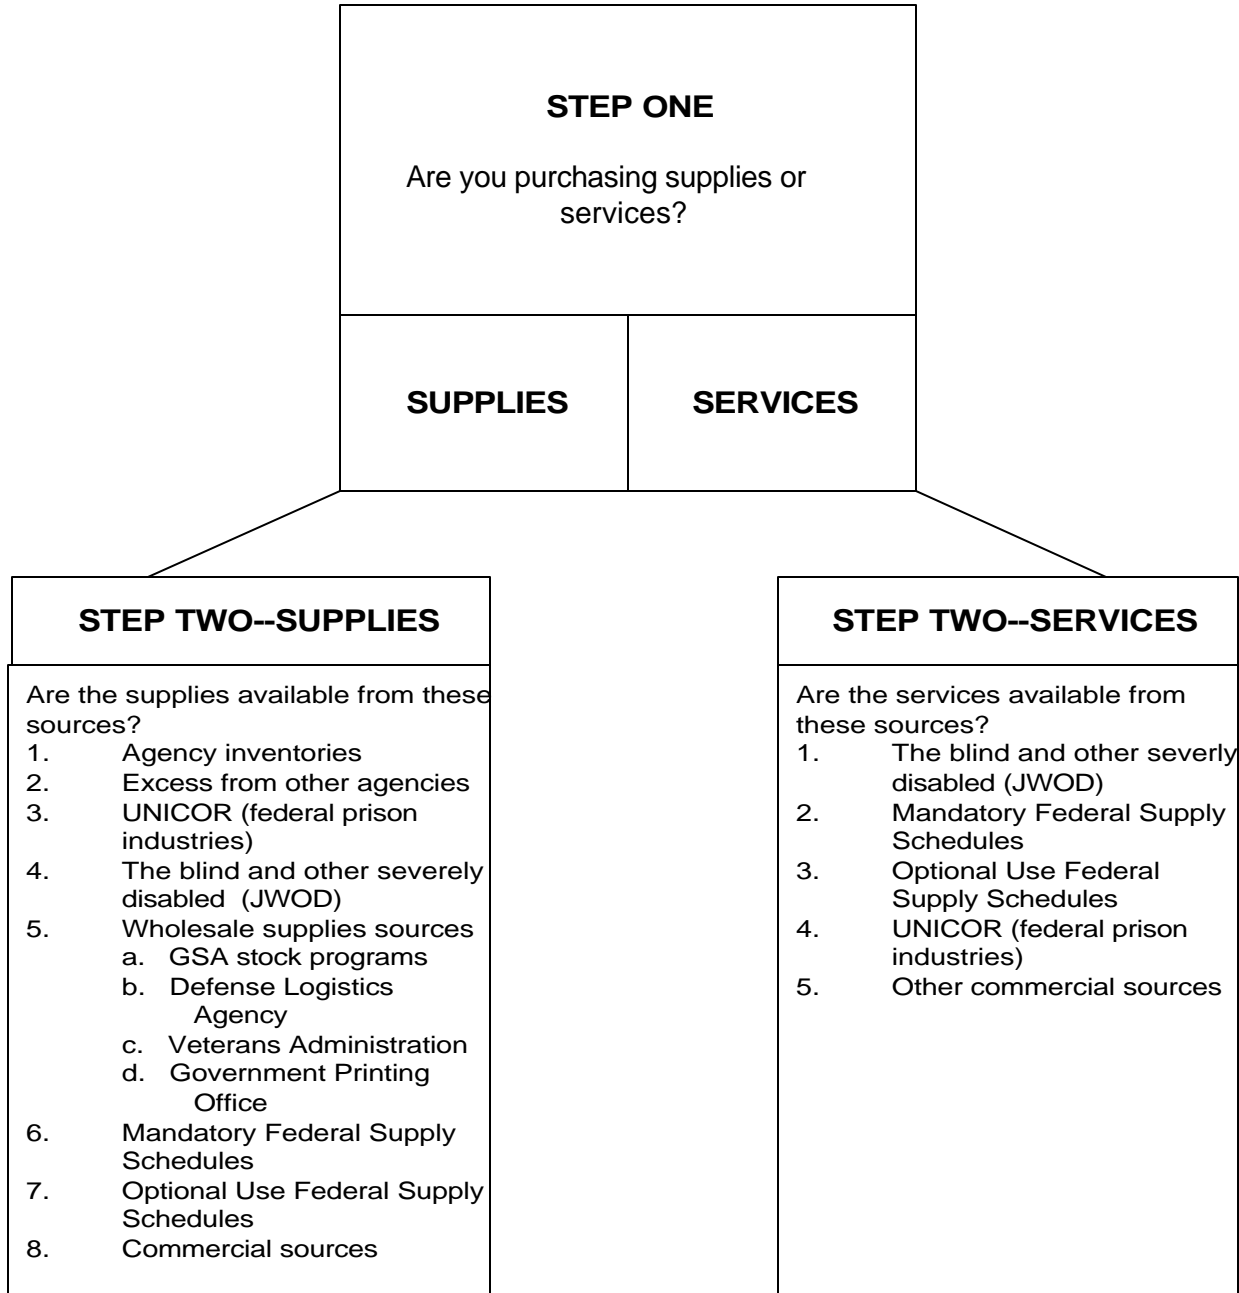 STEP ONE
Are you purchasing supplies or
services?
SUPPLIES
SERVICES
STEP TWO--SUPPLIES
Are the supplies available from these
sources?
1. Agency inventories
2. Excess from other agencies
3. UNICOR (federal prison
industries)
4. The blind and other severely
disabled (JWOD)
5. Wholesale supplies sources
a. GSA stock programs
b. Defense Logistics
Agency
c. Veterans Administration
d. Government Printing
Office
6. Mandatory Federal Supply
Schedules
7. Optional Use Federal Supply
Schedules
8. Commercial sources
STEP TWO--SERVICES
Are the services available from
these sources?
1. The blind and other severly
disabled (JWOD)
2. Mandatory Federal Supply
Schedules
3. Optional Use Federal
Supply Schedules
4. UNICOR (federal prison
industries)
5. Other commercial sources